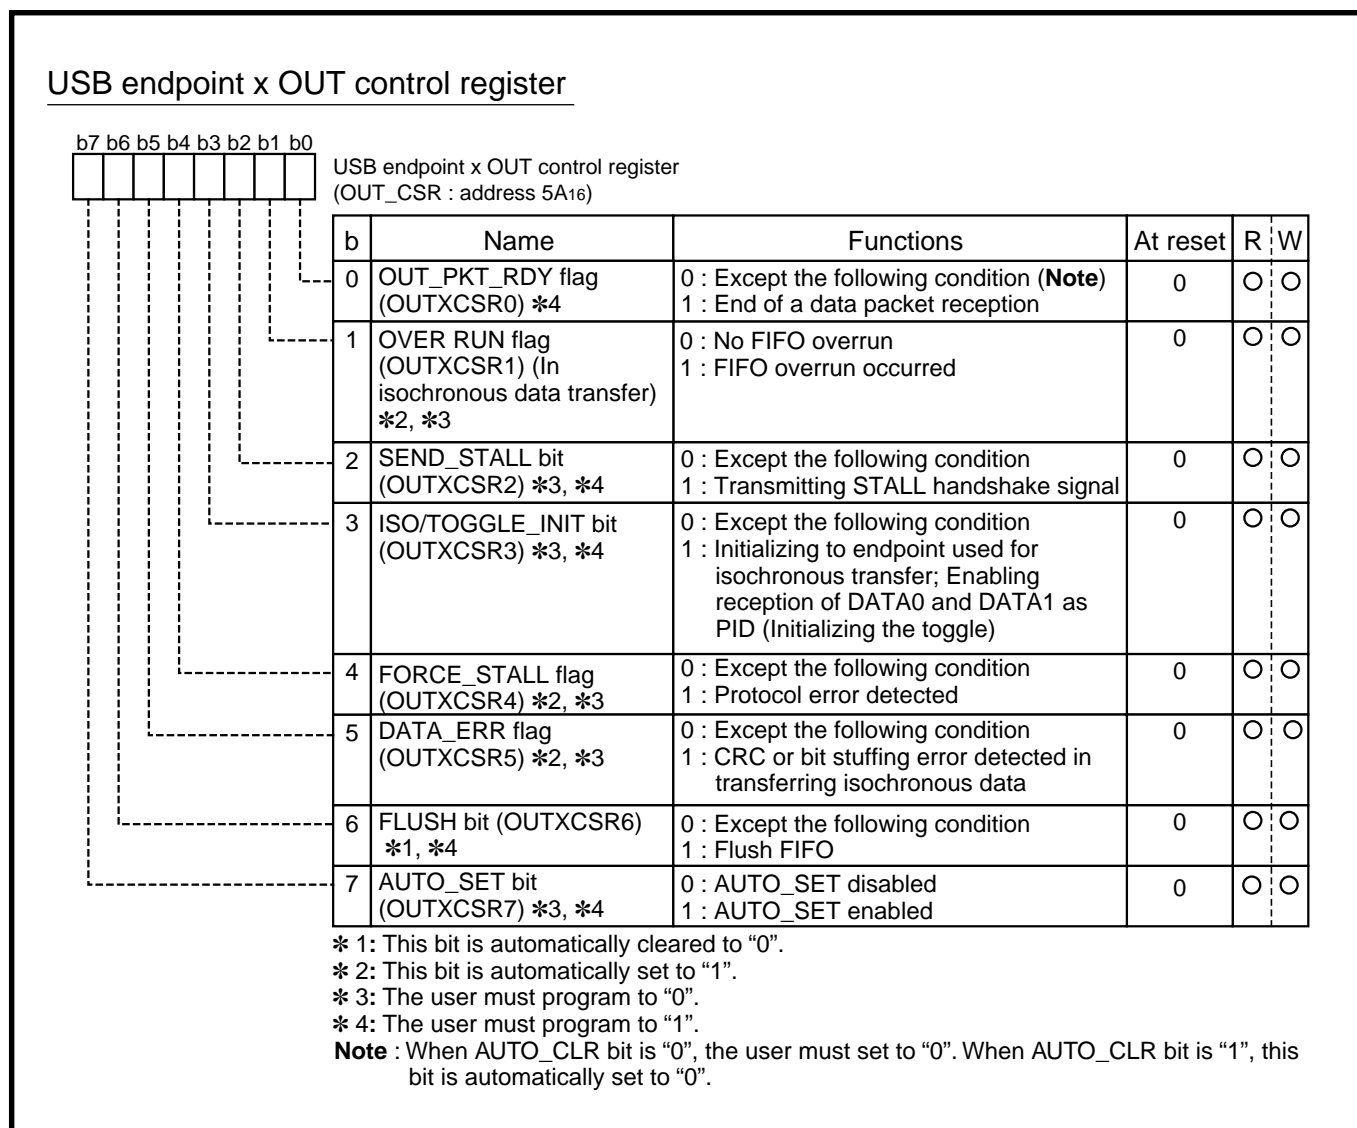 USB endpoint x OUT control register
b7 b6 b5 b4 b3 b2 b1 b0
USB endpoint x OUT control register
(OUT_CSR : address 5A16)
b Name Functions At reset R W
0 OUT_PKT_RDY flag 0 : Except the following condition (Note) 0
(OUTXCSR0) ✻4 1 : End of a data packet reception
1 OVER RUN flag 0 : No FIFO overrun 0
(OUTXCSR1) (In 1 : FIFO overrun occurred
isochronous data transfer)
✻2, ✻3
2 SEND_STALL bit 0 : Except the following condition 0
(OUTXCSR2) ✻3, ✻4 1 : Transmitting STALL handshake signal
3 ISO/TOGGLE_INIT bit 0 : Except the following condition 0
(OUTXCSR3) ✻3, ✻4 1 : Initializing to endpoint used for
isochronous transfer; Enabling
reception of DATA0 and DATA1 as
PID (Initializing the toggle)
4 FORCE_STALL flag 0 : Except the following condition 0
(OUTXCSR4) ✻2, ✻3 1 : Protocol error detected
5 DATA_ERR flag 0 : Except the following condition 0
(OUTXCSR5) ✻2, ✻3 1 : CRC or bit stuffing error detected in
transferring isochronous data
6 FLUSH bit (OUTXCSR6) 0 : Except the following condition 0
✻1, ✻4 1 : Flush FIFO
7 AUTO_SET bit 0 : AUTO_SET disabled 0
(OUTXCSR7) ✻3, ✻4 1 : AUTO_SET enabled
✻ 1: This bit is automatically cleared to “0”.
✻ 2: This bit is automatically set to “1”.
✻ 3: The user must program to “0”.
✻ 4: The user must program to “1”.
Note : When AUTO_CLR bit is “0”, the user must set to “0”. When AUTO_CLR bit is “1”, this
bit is automatically set to “0”.